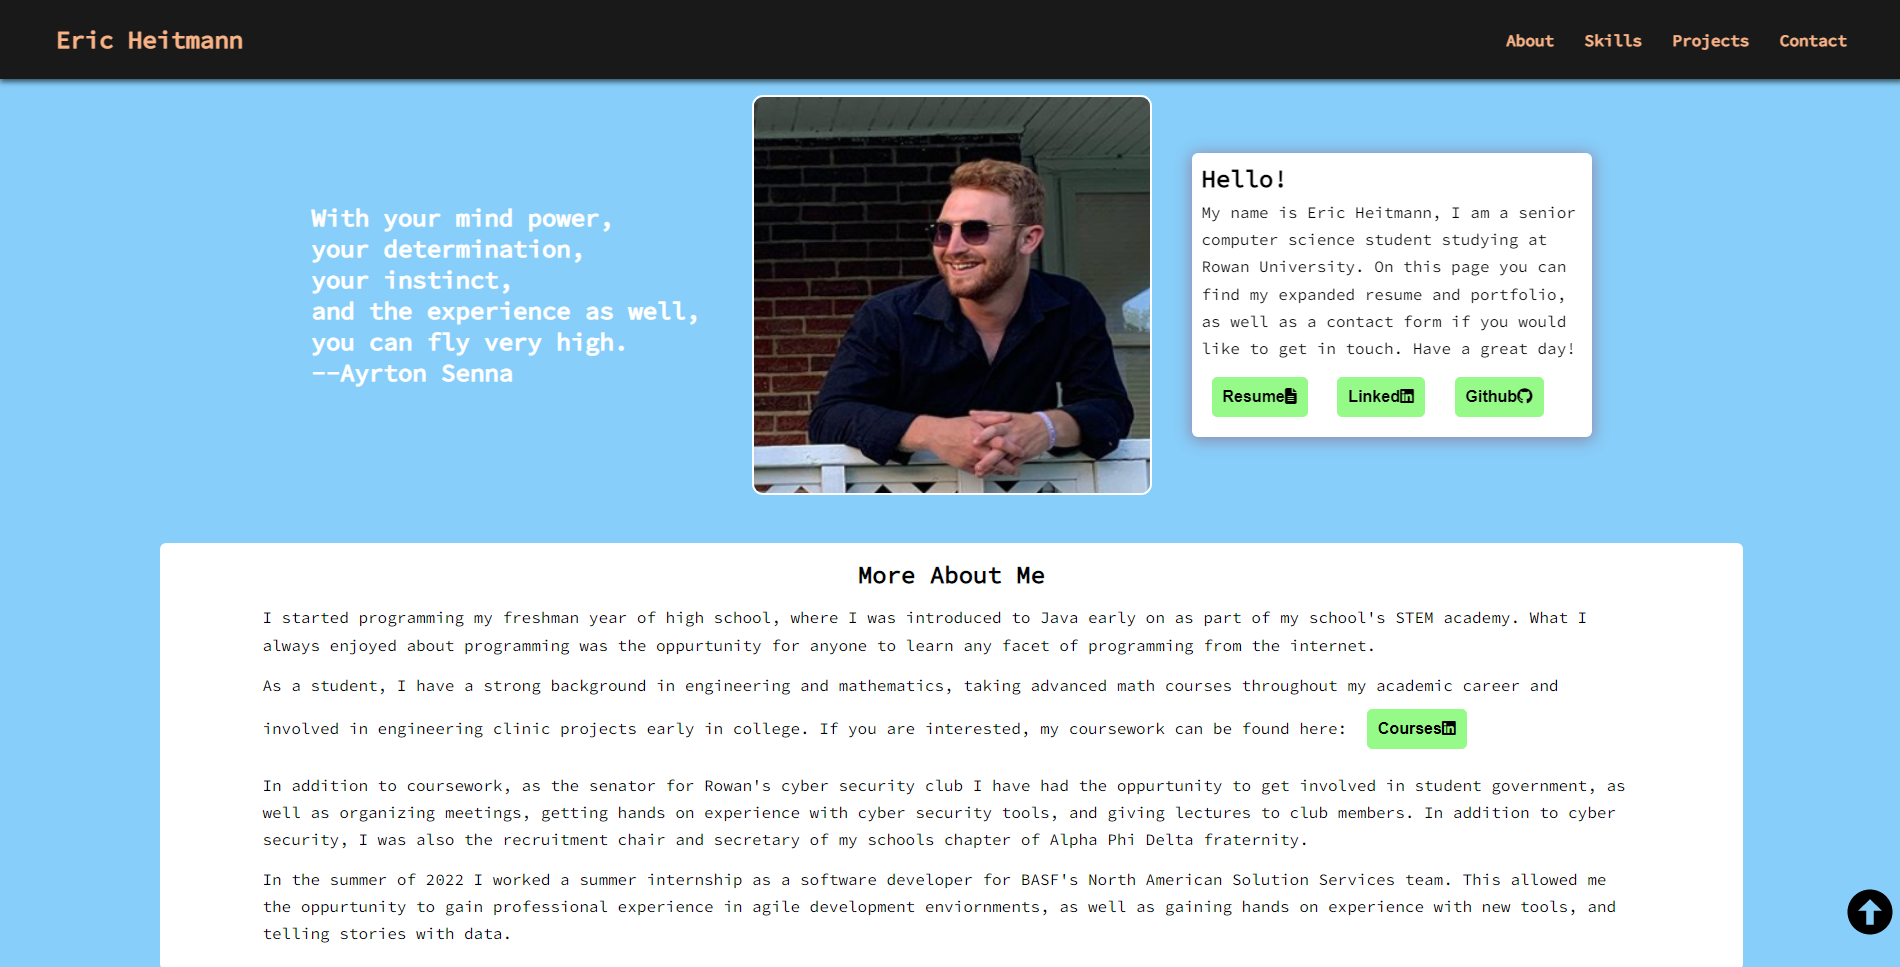 Eric Heitmann
About Skills Projects Contact
With your mind power,
your determination,
your instinct,
and the experience as well,
you can fly very high.
--Ayrton Senna
Hello!
My name is Eric Heitmann, I am a senior
computer science student studying at
Rowan University. On this page you can
find my expanded resume and portfolio,
as well as a contact form if you would
like to get in touch. Have a great day!
Resume Linked Github
More About Me
I started programming my freshman year of high school, where I was introduced to Java early on as part of my school's STEM academy. What I
always enjoyed about programming was the oppurtunity for anyone to learn any facet of programming from the internet.
As a student, I have a strong background in engineering and mathematics, taking advanced math courses throughout my academic career and
involved in engineering clinic projects early in college. If you are interested, my coursework can be found here: Courses
In addition to coursework, as the senator for Rowan's cyber security club I have had the oppurtunity to get involved in student government, as
well as organizing meetings, getting hands on experience with cyber security tools, and giving lectures to club members. In addition to cyber
security, I was also the recruitment chair and secretary of my schools chapter of Alpha Phi Delta fraternity.
In the summer of 2022 I worked a summer internship as a software developer for BASF's North American Solution Services team. This allowed me
the oppurtunity to gain professional experience in agile development enviornments, as well as gaining hands on experience with new tools, and
telling stories with data.